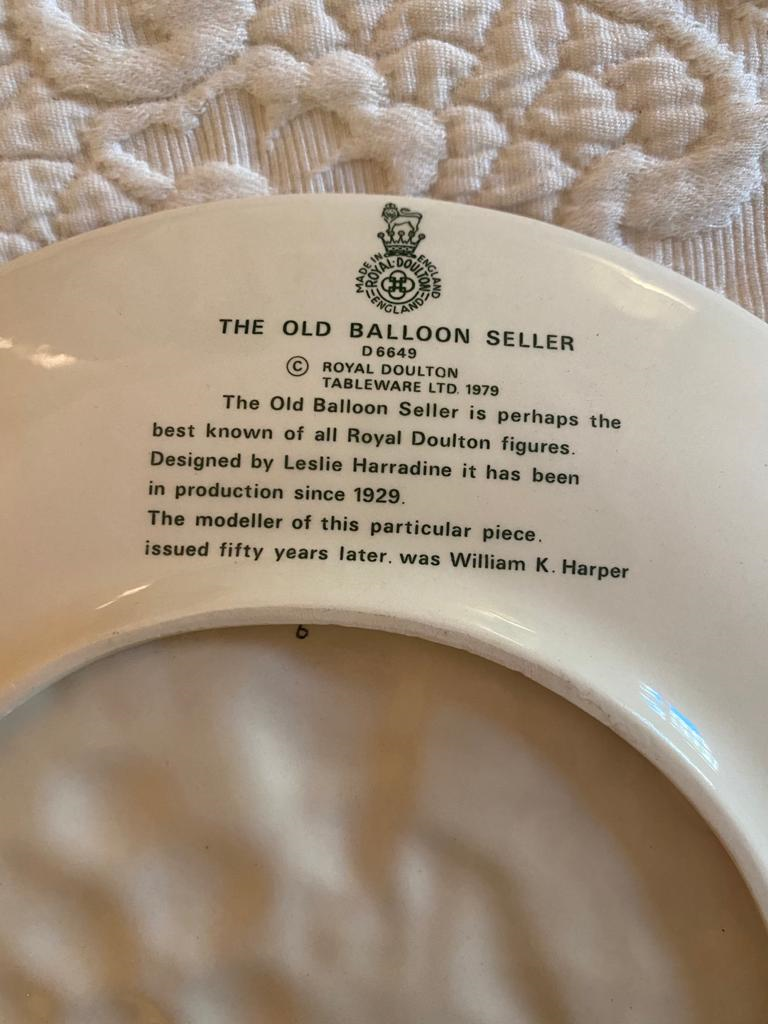 MADE IN ENGLAND
ROYAL·DOULTON
ENGLAND
THE OLD BALLOON SELLER
D6649
© ROYAL DOULTON
TABLEWARE LTD. 1979
The Old Balloon Seller is perhaps the
best known of all Royal Doulton figures.
Designed by Leslie Harradine it has been
in production since 1929.
The modeller of this particular piece.
issued fifty years later. was William K. Harper
6